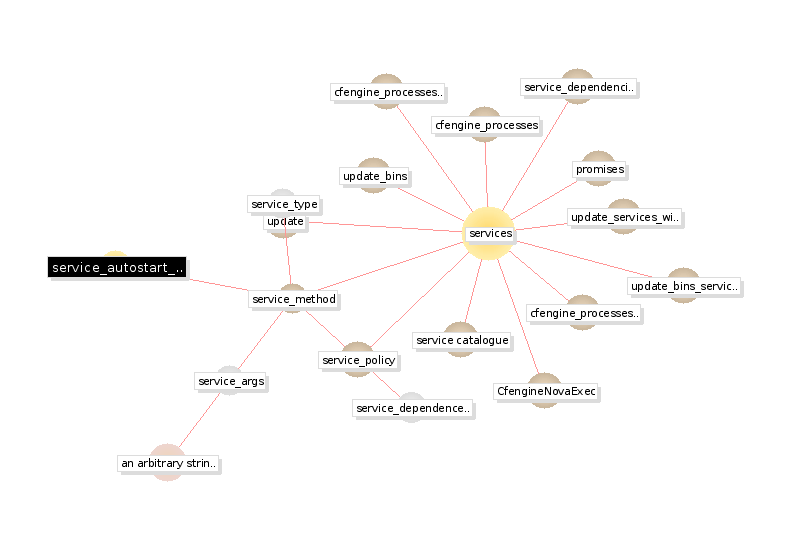 service_dependenci..
cfengine_processes..
cfengine_processes
promises
update_bins
service_type
update
update_services_wi..
services
service_autostart_..
update_bins_servic..
service_method
cfengine_processes..
service catalogue
service_policy
service_args
CfengineNovaExec
service_dependence..
an arbitrary strin..